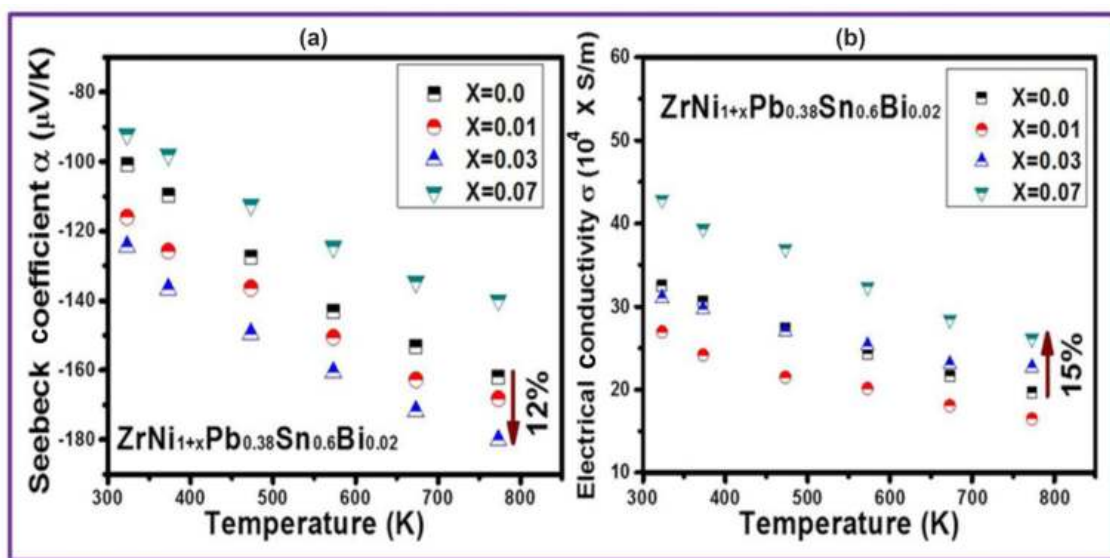 (a)
Seebeck coefficient α (μV/K)
-80
-100
-120
-140
-160
-180
X=0.0
X=0.01
X=0.03
X=0.07
12%
ZrNi1+xPb0.38Sn0.6Bi0.02
300 400 500 600 700 800
Temperature (K)
(b)
Electrical conductivity σ (10⁴ X S/m)
60
50
40
30
20
10
ZrNi1+xPb0.38Sn0.6Bi0.02
X=0.0
X=0.01
X=0.03
X=0.07
15%
300 400 500 600 700 800
Temperature (K)